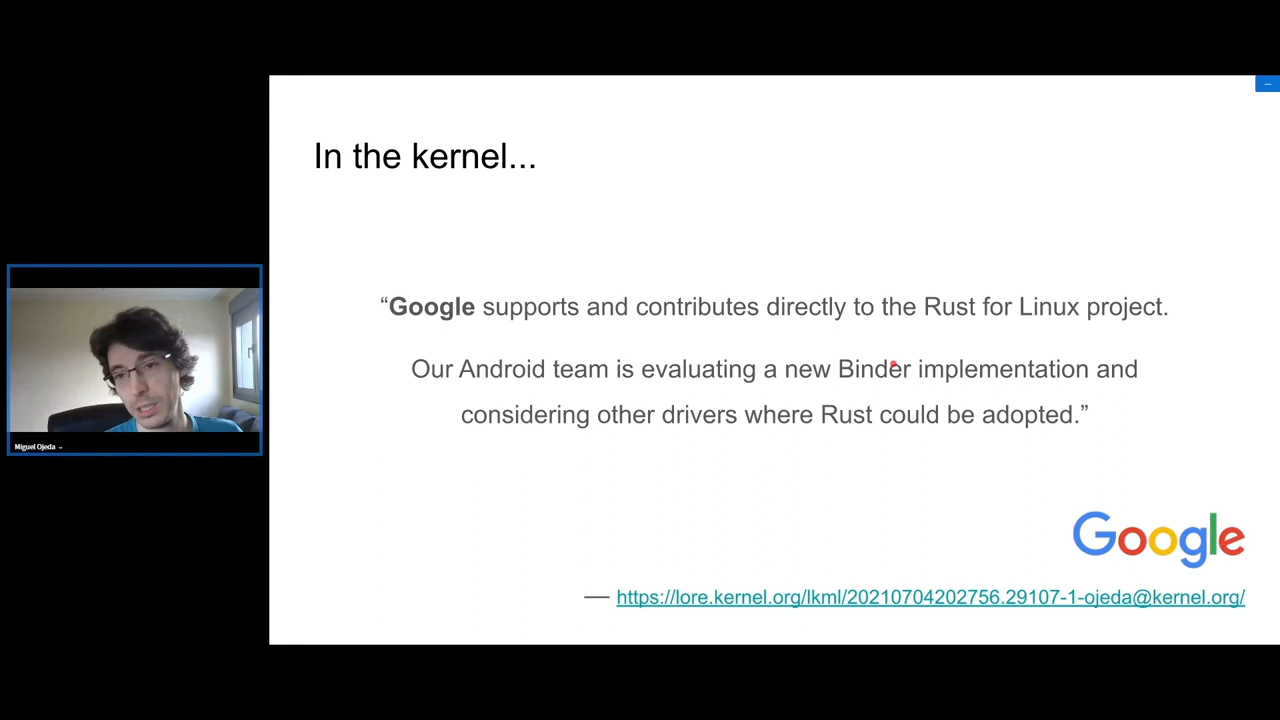 In the kernel...
“Google supports and contributes directly to the Rust for Linux project.
Our Android team is evaluating a new Binder implementation and
considering other drivers where Rust could be adopted.”
Google
— https://lore.kernel.org/lkml/20210704202756.29107-1-ojeda@kernel.org/
Miguel Ojeda